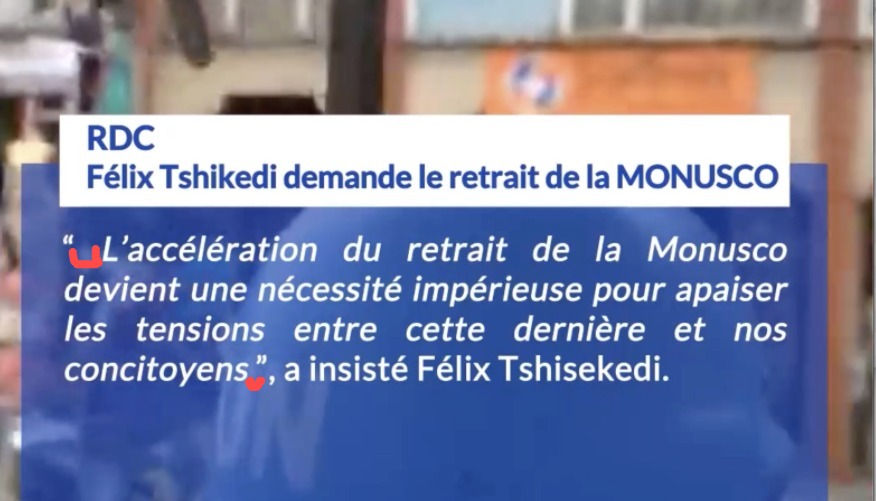 RDC
Félix Tshikedi demande le retrait de la MONUSCO
“ L’accélération du retrait de la Monusco
devient une nécessité impérieuse pour apaiser
les tensions entre cette dernière et nos
concitoyens ”, a insisté Félix Tshisekedi.